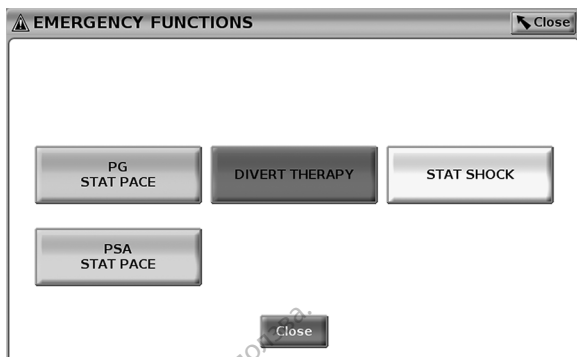 EMERGENCY FUNCTIONS
Close
PG
STAT PACE
DIVERT THERAPY
STAT SHOCK
PSA
STAT PACE
Close